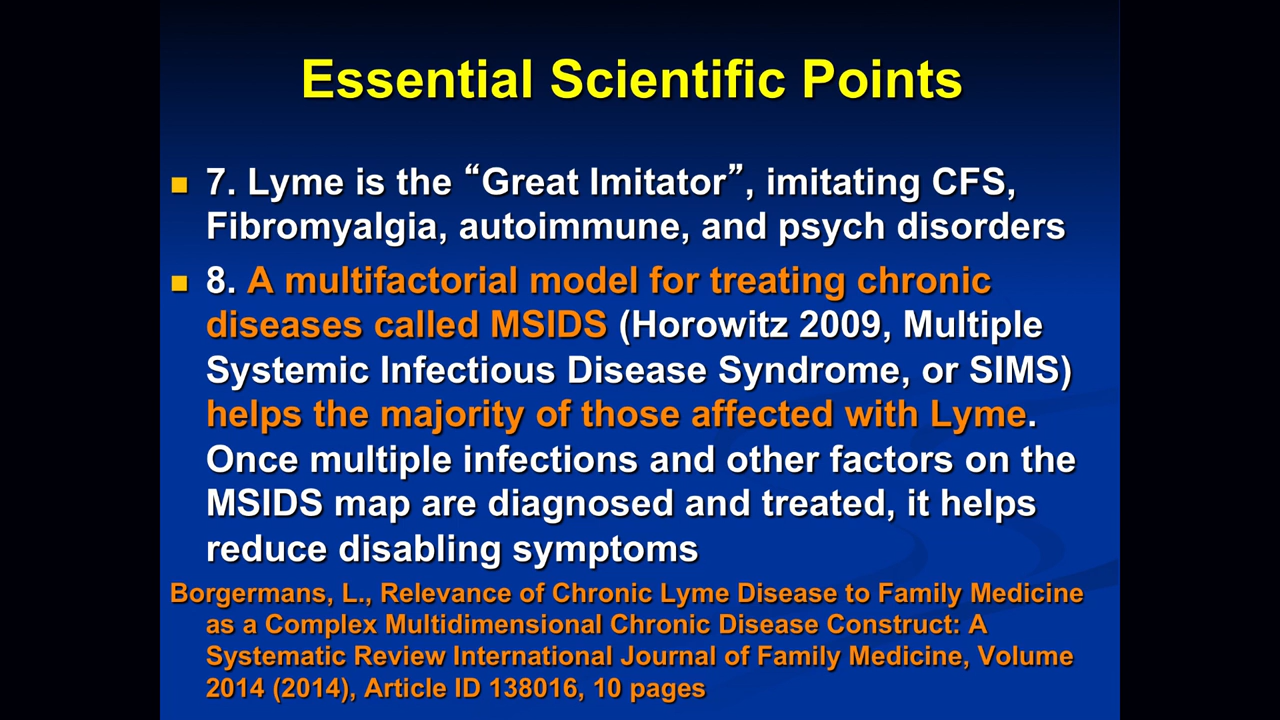 Essential Scientific Points
7. Lyme is the “Great Imitator”, imitating CFS,
Fibromyalgia, autoimmune, and psych disorders
8. A multifactorial model for treating chronic
diseases called MSIDS (Horowitz 2009, Multiple
Systemic Infectious Disease Syndrome, or SIMS)
helps the majority of those affected with Lyme.
Once multiple infections and other factors on the
MSIDS map are diagnosed and treated, it helps
reduce disabling symptoms
Borgermans, L., Relevance of Chronic Lyme Disease to Family Medicine
as a Complex Multidimensional Chronic Disease Construct: A
Systematic Review International Journal of Family Medicine, Volume
2014 (2014), Article ID 138016, 10 pages